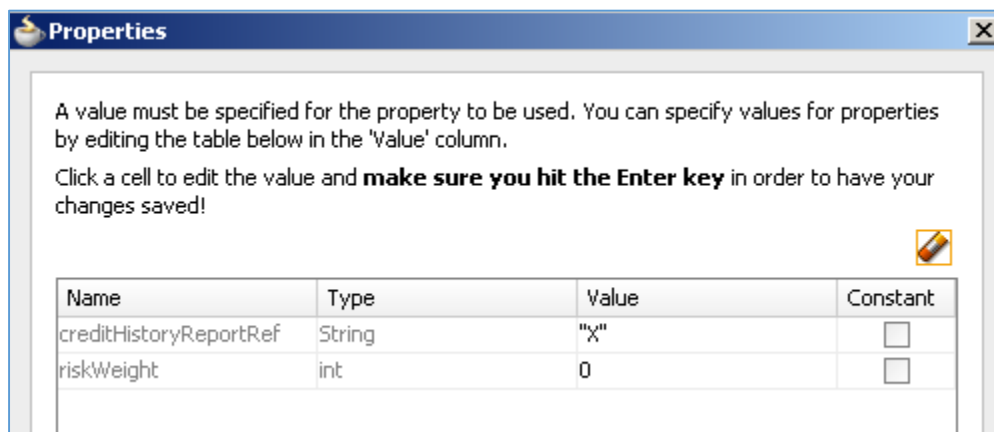 Properties
A value must be specified for the property to be used. You can specify values for properties
by editing the table below in the 'Value' column.
Click a cell to edit the value and make sure you hit the Enter key in order to have your
changes saved!
Name Type Value Constant
creditHistoryReportRef String "X"
riskWeight int 0